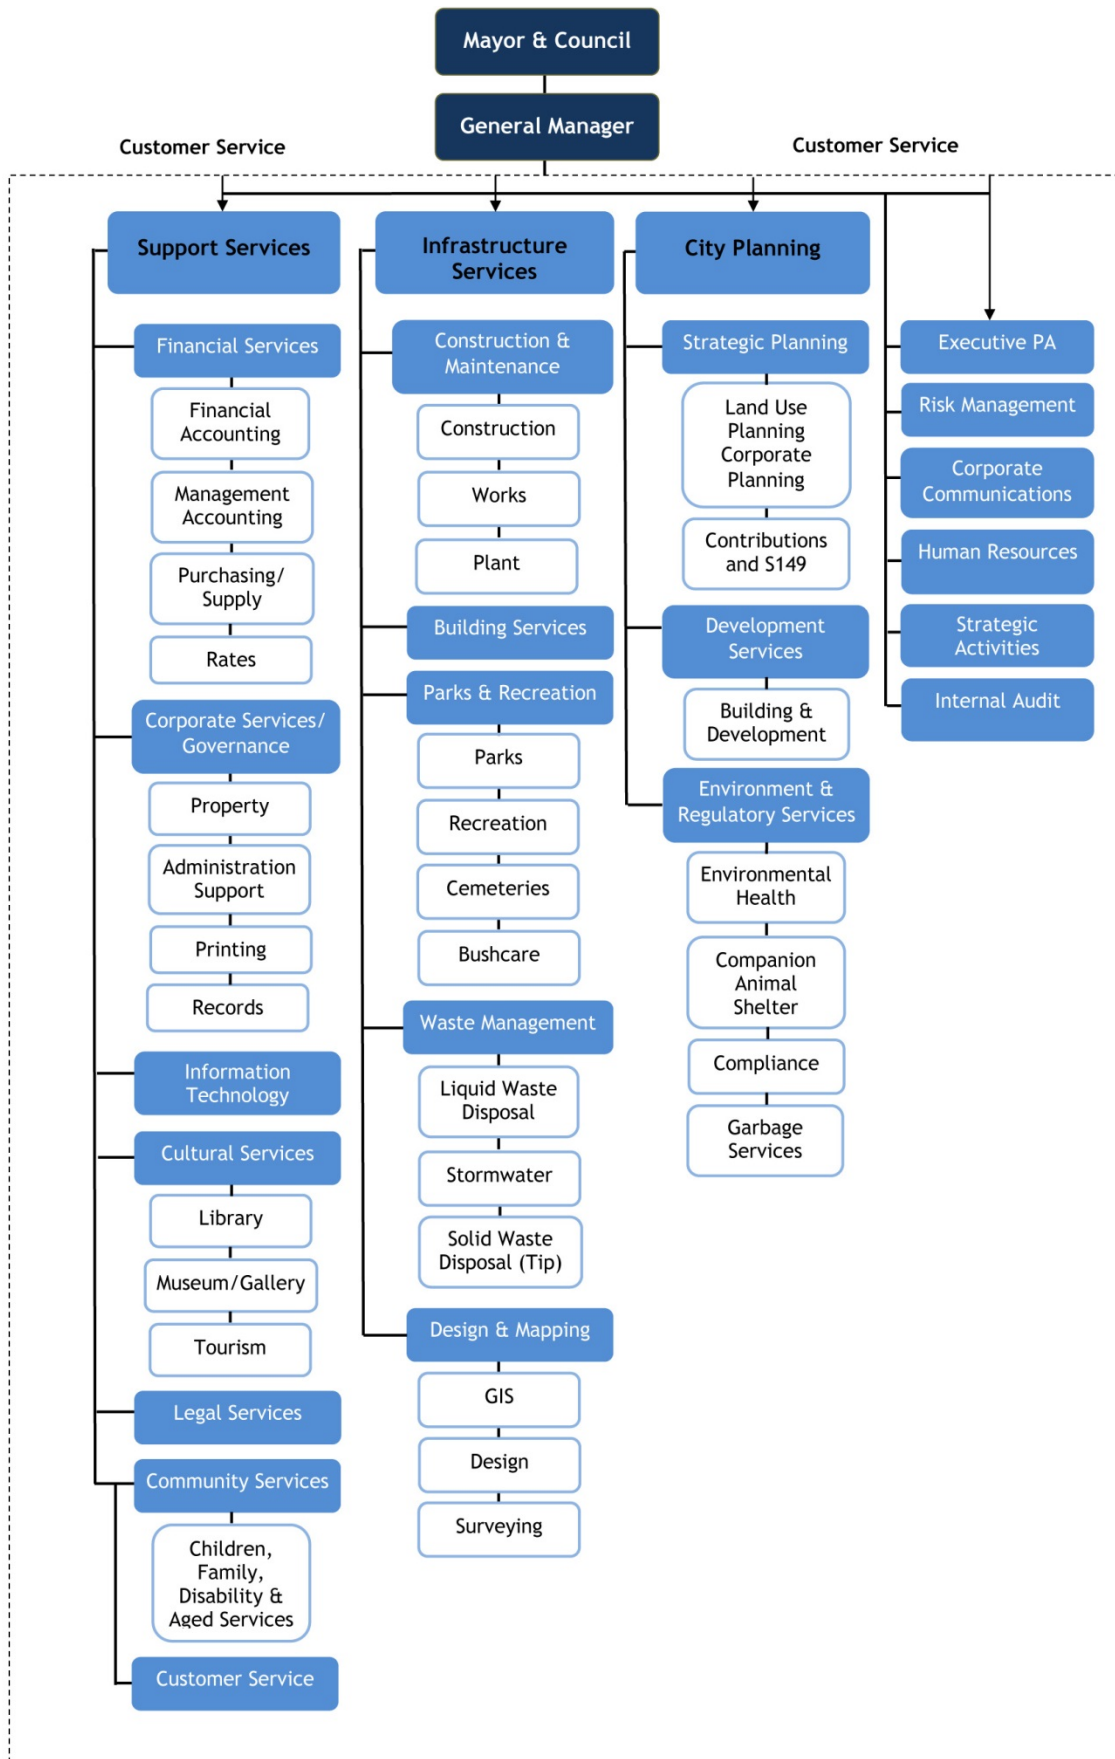 Mayor & Council
General Manager
Customer Service
Customer Service
Support Services
Financial Services
Financial
Accounting
Management
Accounting
Purchasing/
Supply
Rates
Corporate Services/
Governance
Property
Administration
Support
Printing
Records
Information
Technology
Cultural Services
Library
Museum/Gallery
Tourism
Legal Services
Community Services
Children,
Family,
Disability &
Aged Services
Customer Service
Infrastructure
Services
Construction &
Maintenance
Construction
Works
Plant
Building Services
Parks & Recreation
Parks
Recreation
Cemeteries
Bushcare
Waste Management
Liquid Waste
Disposal
Stormwater
Solid Waste
Disposal (Tip)
Design & Mapping
GIS
Design
Surveying
City Planning
Strategic Planning
Land Use
Planning
Corporate
Planning
Contributions
and S149
Development
Services
Building &
Development
Environment &
Regulatory Services
Environmental
Health
Companion
Animal
Shelter
Compliance
Garbage
Services
Executive PA
Risk Management
Corporate
Communications
Human Resources
Strategic
Activities
Internal Audit